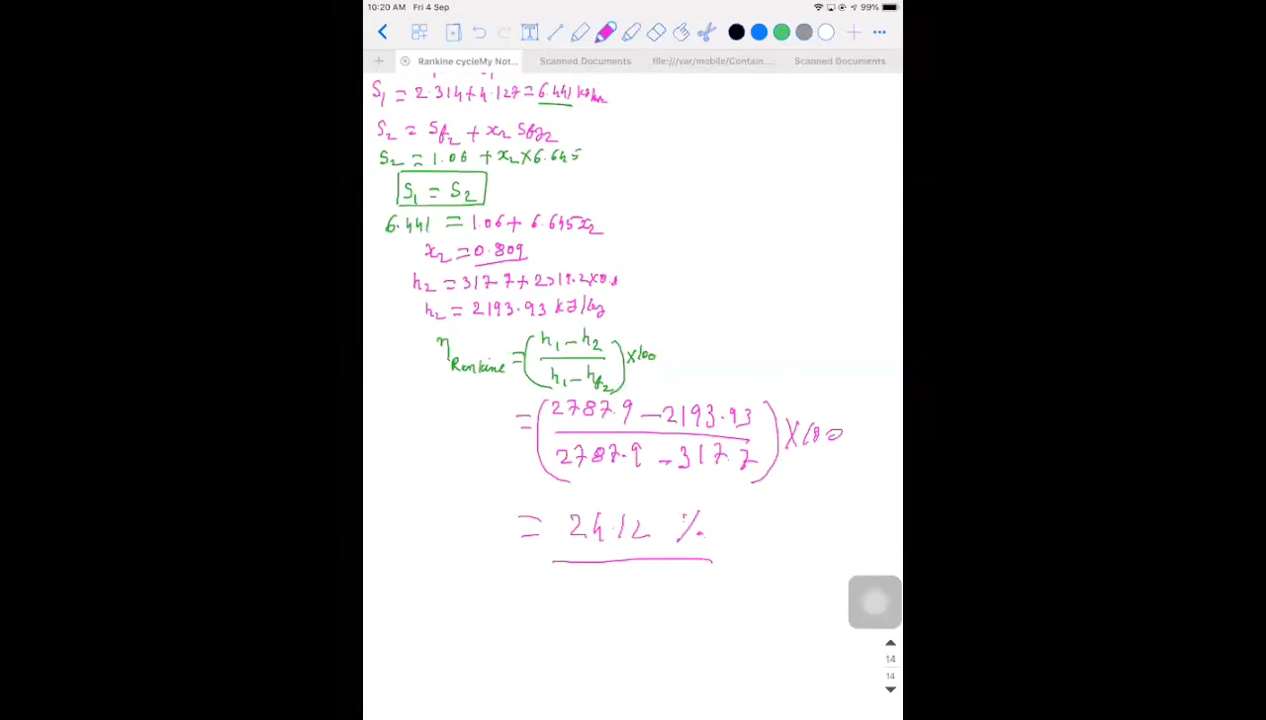 10:20 AM Fri 4 Sep 99%
Rankine cycleMy Not... Scanned Documents file:///var/mobile/Contain... Scanned Documents
S₁ = 2.314+4.127 = 6.441
S₂ = Sf₂ + x₂ Sfg₂
S₂ = 1.06 + x₂×6.645
S₁ = S₂
6.441 = 1.06+ 6.645x₂
x₂ = 0.809
h₂ = 317.7+2319.2×0.8
h₂ = 2193.93 kJ/kg
η Rankine = (h₁-h₂ / h₁-hf₂) ×100
= (2787.9 - 2193.93 / 2787.9 - 317.7) ×100
= 24.12 %
14
14